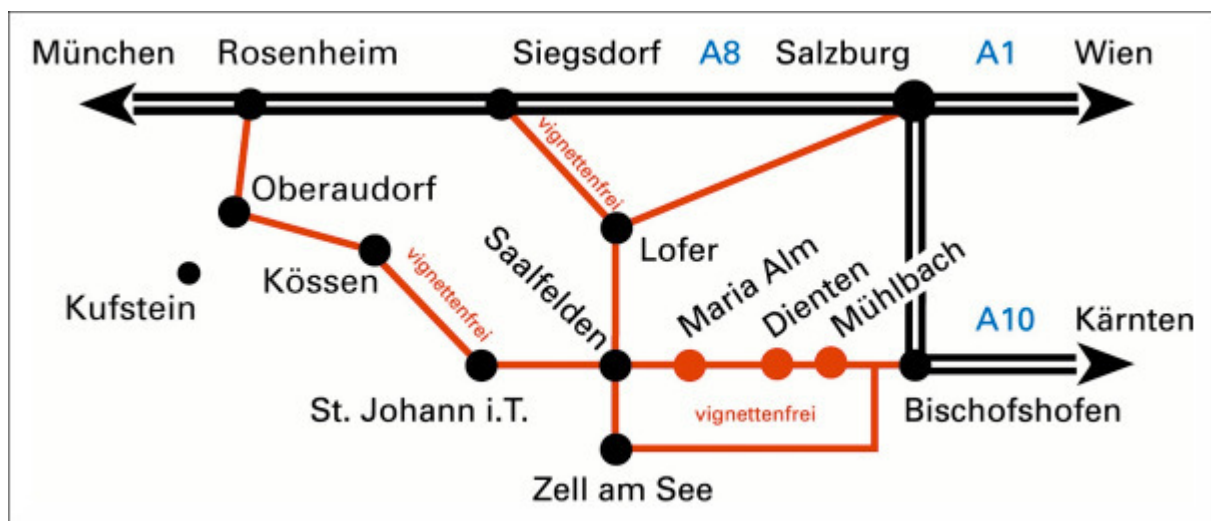 München Rosenheim Siegsdorf A8 Salzburg A1 Wien
vignettenfrei
Oberaudorf
Lofer
Kössen
Kufstein
vignettenfrei
Saalfelden
Maria Alm
Dienten
Mühlbach
A10 Kärnten
St. Johann i.T.
vignettenfrei
Bischofshofen
Zell am See